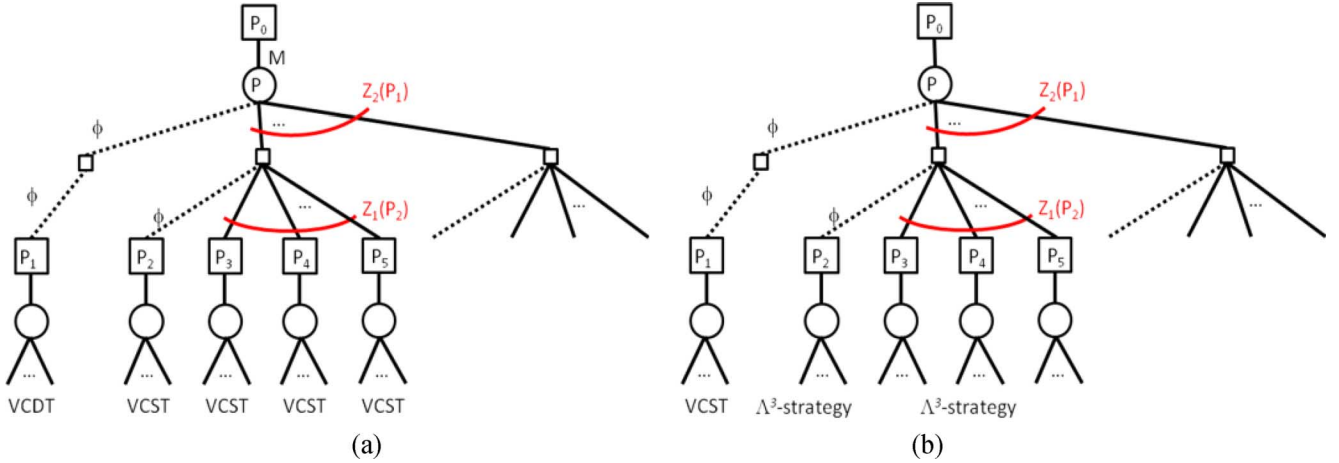 P₀ P₀
M
P P
Z₂(P₁) Z₂(P₁)
... ...
ϕ ϕ
ϕ ϕ
... ... ... ...
ϕ ϕ
Z₁(P₂) Z₁(P₂)
P₁ P₂ P₃ P₄ P₅ P₁ P₂ P₃ P₄ P₅
... ... ... ... ... ... ... ... ... ...
VCDT VCST VCST VCST VCST VCST Λ³-strategy Λ³-strategy
(a) (b)